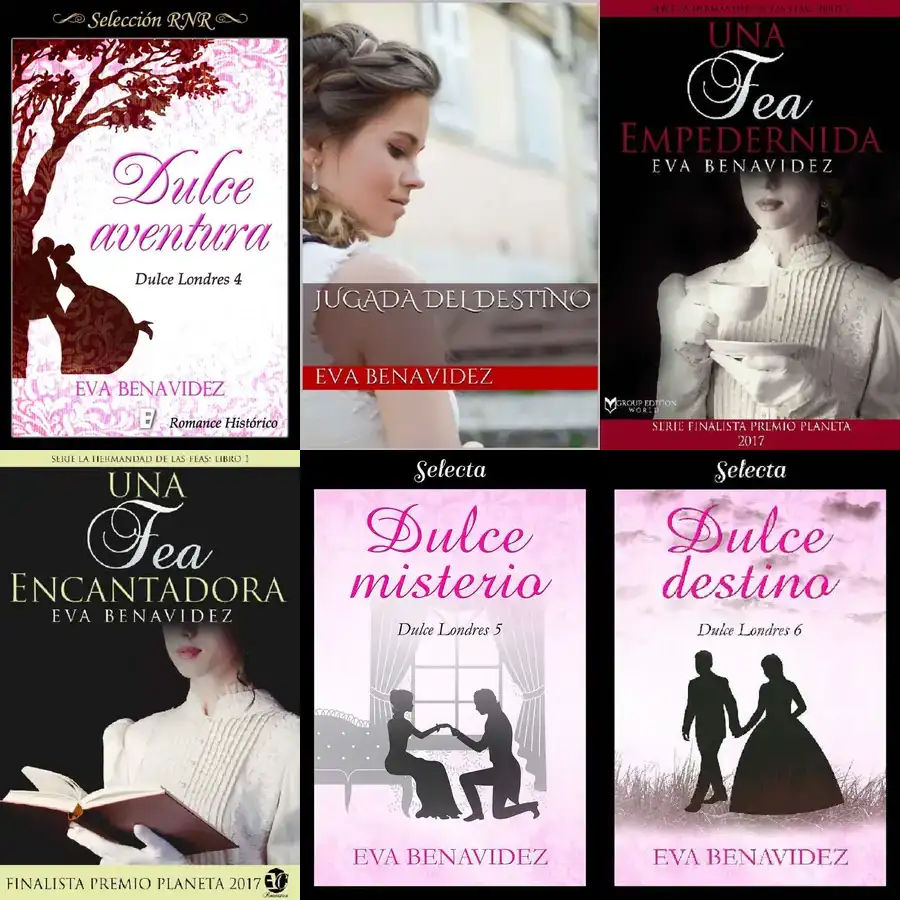 Selección RNR
Dulce
aventura
Dulce Londres 4
EVA BENAVIDEZ
B
Romance Histórico
JUGADA DEL DESTINO
EVA BENAVIDEZ
UNA
Fea
EMPEDERNIDA
EVA BENAVIDEZ
GROUP EDITION
WORLD
SERIE FINALISTA PREMIO PLANETA
2017
SERIE LA HERMANDAD DE LAS FEAS: LIBRO 1
UNA
Fea
ENCANTADORA
EVA BENAVIDEZ
FINALISTA PREMIO PLANETA 2017
Selecta
Dulce
misterio
Dulce Londres 5
EVA BENAVIDEZ
Selecta
Dulce
destino
Dulce Londres 6
EVA BENAVIDEZ